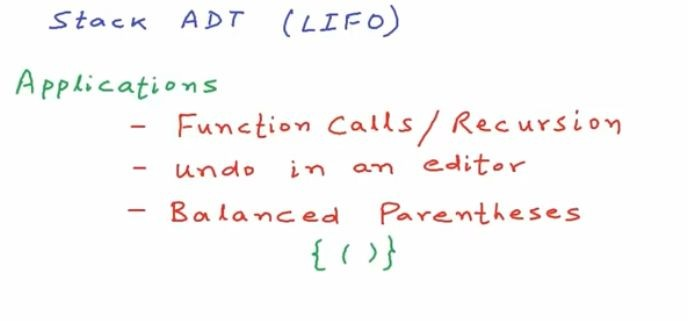 Stack ADT (LIFO)
Applications
- Function Calls/Recursion
- undo in an editor
- Balanced Parentheses
{()}